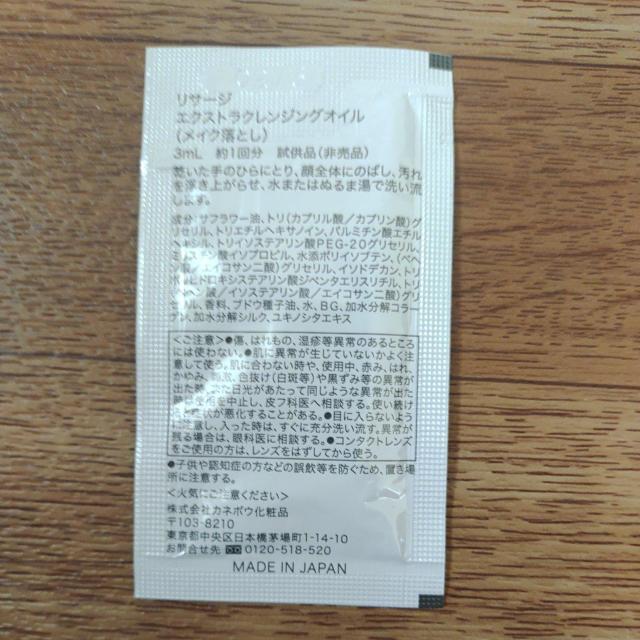 リサージ
エクストラクレンジングオイル
(メイク落とし)
3mL 約1回分 試供品(非売品)
乾いた手のひらにとり、顔全体にのばし、汚れ
を浮き上がらせ、水またはぬるま湯で洗い流
します。
成分:サフラワー油、トリ(カプリル酸/カプリン酸)グ
リセリル、トリエチルヘキサノイン、パルミチン酸エチル
ヘキシル、トリイソステアリン酸PEG-20グリセリル、
ミリスチン酸イソプロピル、水添ポリイソブテン、(ベヘ
ン酸/エイコサン二酸)グリセリル、イソドデカン、トリ
ヒドロキシステアリン酸ジペンタエリスリチル、トリ
イソステアリン酸/エイコサン二酸)グリ
ル、香料、ブドウ種子油、水、BG、加水分解コラー
ゲン、加水分解シルク、ユキノシタエキス
<ご注意>●傷、はれもの、湿疹等異常のあるところ
には使わない。●肌に異常が生じていないかよく注
意して使う。肌に合わない時や、使用中、赤み、はれ、
かゆみ、刺激、色抜け(白斑等)や黒ずみ等の異常が
出た時、また日光があたって同じような異常が出た
時は使用を中止し、皮フ科医へ相談する。使い続け
ると症状が悪化することがある。●目に入らないよう
に注意し、入った時は、すぐに充分洗い流す。異常が
残る場合は、眼科医に相談する。●コンタクトレンズ
をご使用の方は、レンズをはずしてから使う。
●子供や認知症の方などの誤飲等を防ぐため、置き場
所に注意する。
<火気にご注意ください>
株式会社カネボウ化粧品
〒103-8210
東京都中央区日本橋茅場町1-14-10
お問合せ先 0120-518-520
MADE IN JAPAN